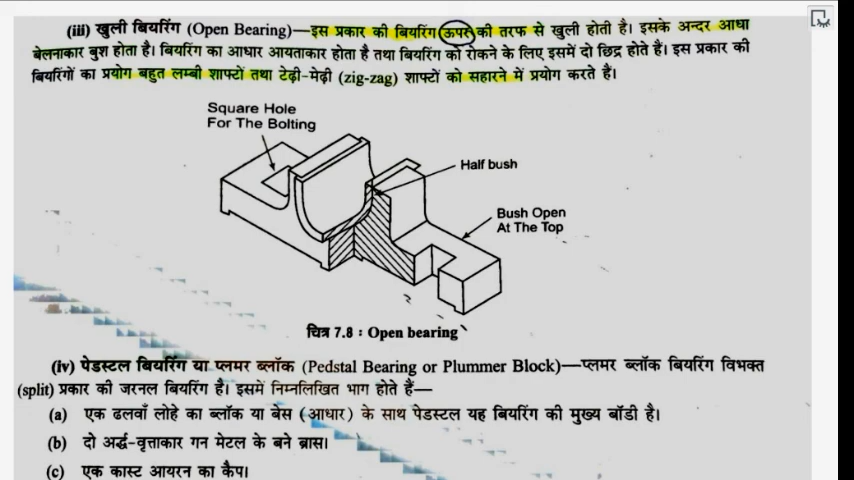 (iii) खुली बियरिंग (Open Bearing)—इस प्रकार की बियरिंग ऊपर की तरफ से खुली होती है। इसके अन्दर आधा
बेलनाकार बुश होता है। बियरिंग का आधार आयताकार होता है तथा बियरिंग को रोकने के लिए इसमें दो छिद्र होते हैं। इस प्रकार की
बियरिंगों का प्रयोग बहुत लम्बी शाफ्टों तथा टेढ़ी-मेढ़ी (zig-zag) शाफ्टों को सहारने में प्रयोग करते हैं।
Square Hole
For The Bolting
Half bush
Bush Open
At The Top
चित्र 7.8 : Open bearing
(iv) पेडस्टल बियरिंग या प्लमर ब्लॉक (Pedstal Bearing or Plummer Block)—प्लमर ब्लॉक बियरिंग विभक्त
(split) प्रकार की जरनल बियरिंग है। इसमें निम्नलिखित भाग होते हैं—
(a) एक ढलवाँ लोहे का ब्लॉक या बेस (आधार) के साथ पेडस्टल यह बियरिंग की मुख्य बॉडी है।
(b) दो अर्द्ध-वृत्ताकार गन मेटल के बने ब्रास।
(c) एक कास्ट आयरन का कैप।